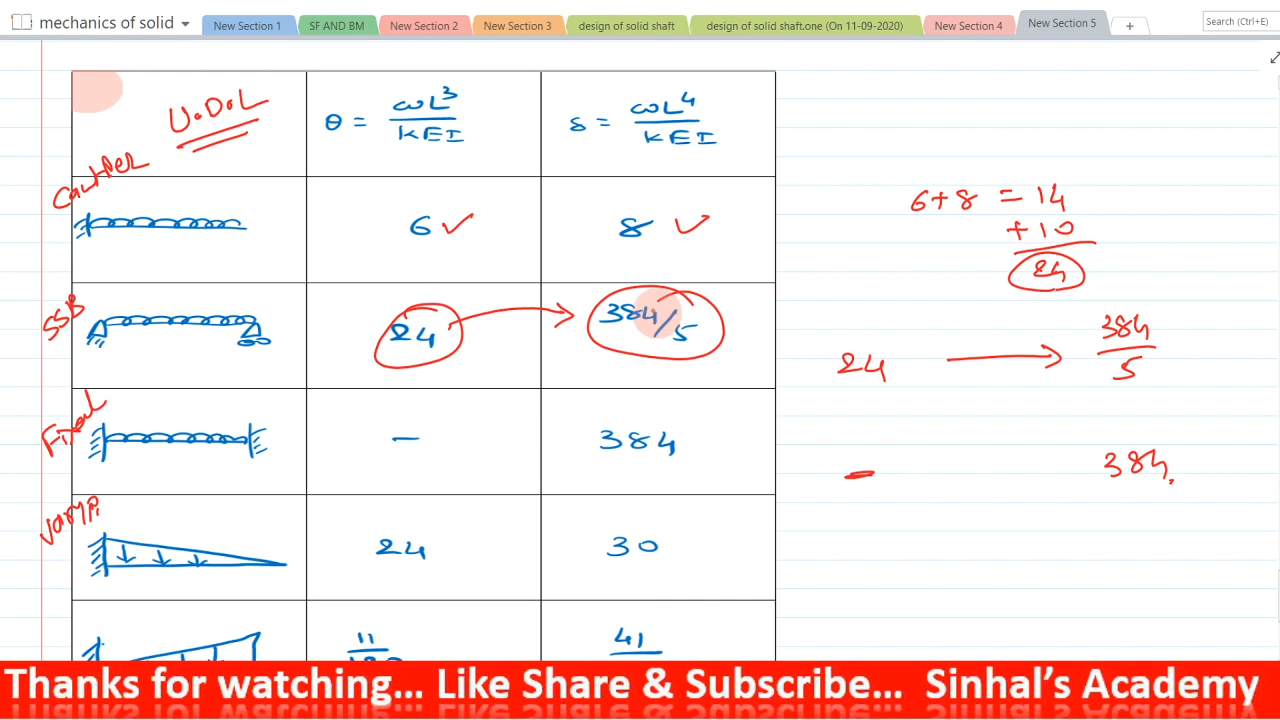 mechanics of solid
New Section 1
SF AND BM
New Section 2
New Section 3
design of solid shaft
design of solid shaft.one (On 11-09-2020)
New Section 4
New Section 5
+
Search (Ctrl+E)
U.D.L
θ = ωL³/KEI
δ = ωL⁴/KEI
6 ✓
8 ✓
SSB
24
384/5
Fixed
—
384
24
30
11
41
6+8 = 14
+10
24
24 → 384/5
— 384.
Thanks for watching... Like Share & Subscribe... Sinhal's Academy